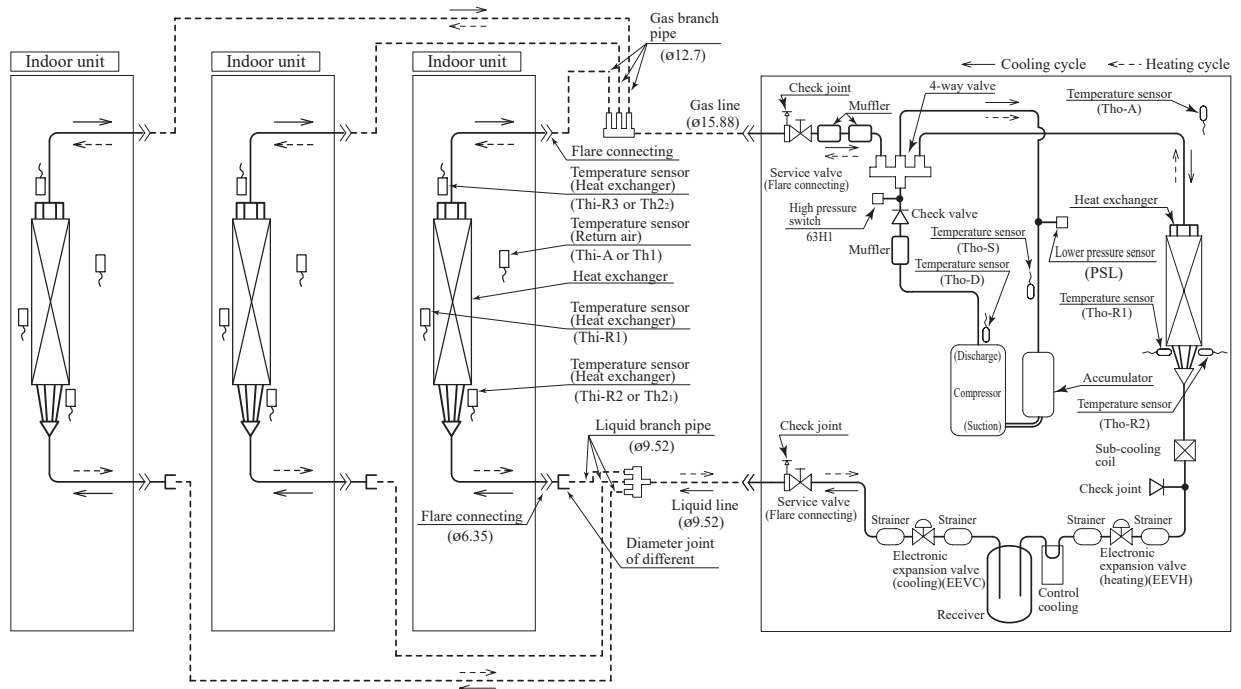 Indoor unit
Indoor unit
Indoor unit
Gas branch
pipe
(ø12.7)
Gas line
(ø15.88)
Flare connecting
Temperature sensor
(Heat exchanger)
(Thi-R3 or Th2₂)
Temperature sensor
(Return air)
(Thi-A or Th1)
Heat exchanger
Temperature sensor
(Heat exchanger)
(Thi-R1)
Temperature sensor
(Heat exchanger)
(Thi-R2 or Th2₁)
Liquid branch pipe
(ø9.52)
Flare connecting
(ø6.35)
Liquid line
(ø9.52)
Diameter joint
of different
Cooling cycle
Heating cycle
Check joint
4-way valve
Muffler
Temperature sensor
(Tho-A)
Service valve
(Flare connecting)
High pressure
switch
63H1
Check valve
Muffler
Temperature sensor
(Tho-S)
Temperature sensor
(Tho-D)
Heat exchanger
Lower pressure sensor
(PSL)
Temperature sensor
(Tho-R1)
(Discharge)
Compressor
(Suction)
Accumulator
Temperature sensor
(Tho-R2)
Sub-cooling
coil
Check joint
Check joint
Service valve
(Flare connecting)
Strainer
Strainer
Strainer
Strainer
Electronic
expansion valve
(cooling)(EEVC)
Electronic
expansion valve
(heating)(EEVH)
Control
cooling
Receiver